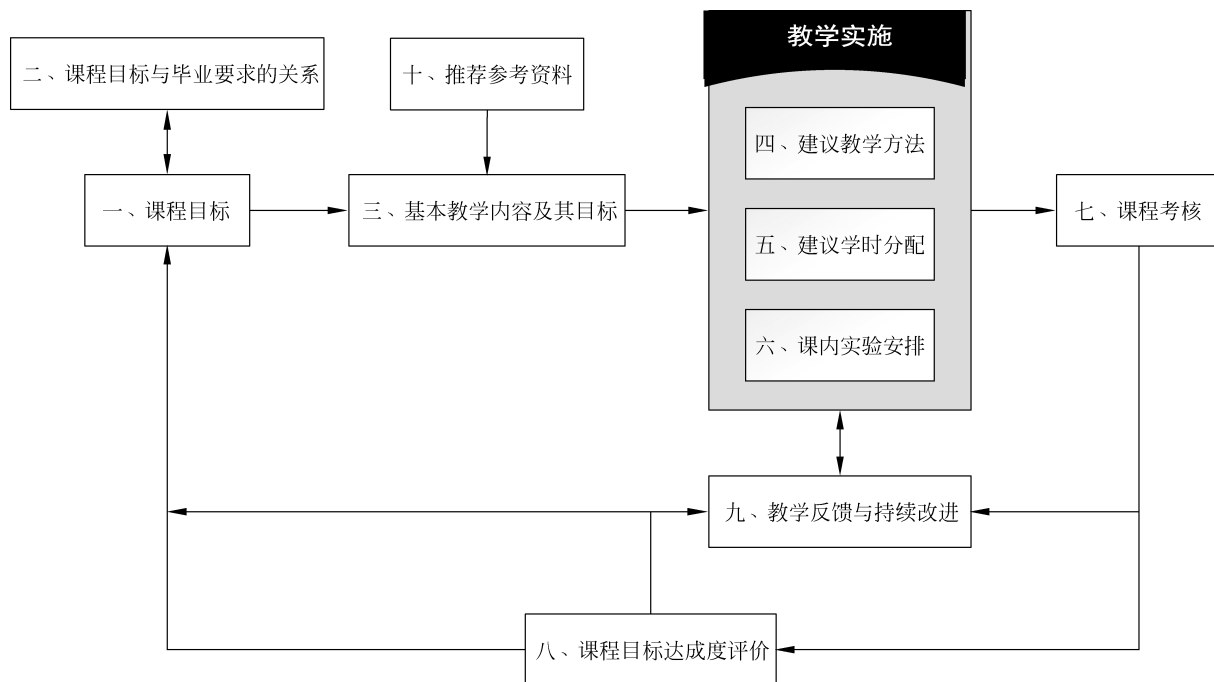 教学实施
二、课程目标与毕业要求的关系
十、推荐参考资料
四、建议教学方法
一、课程目标
三、基本教学内容及其目标
七、课程考核
五、建议学时分配
六、课内实验安排
九、教学反馈与持续改进
八、课程目标达成度评价